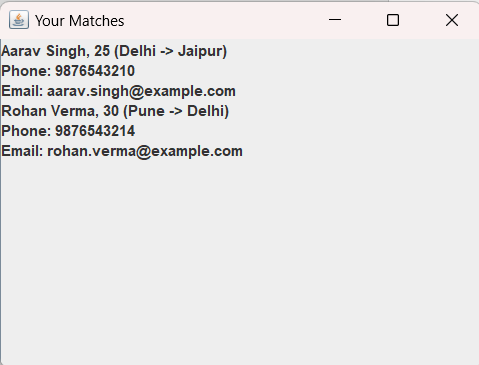 Your Matches
Aarav Singh, 25 (Delhi -> Jaipur)
Phone: 9876543210
Email: aarav.singh@example.com
Rohan Verma, 30 (Pune -> Delhi)
Phone: 9876543214
Email: rohan.verma@example.com